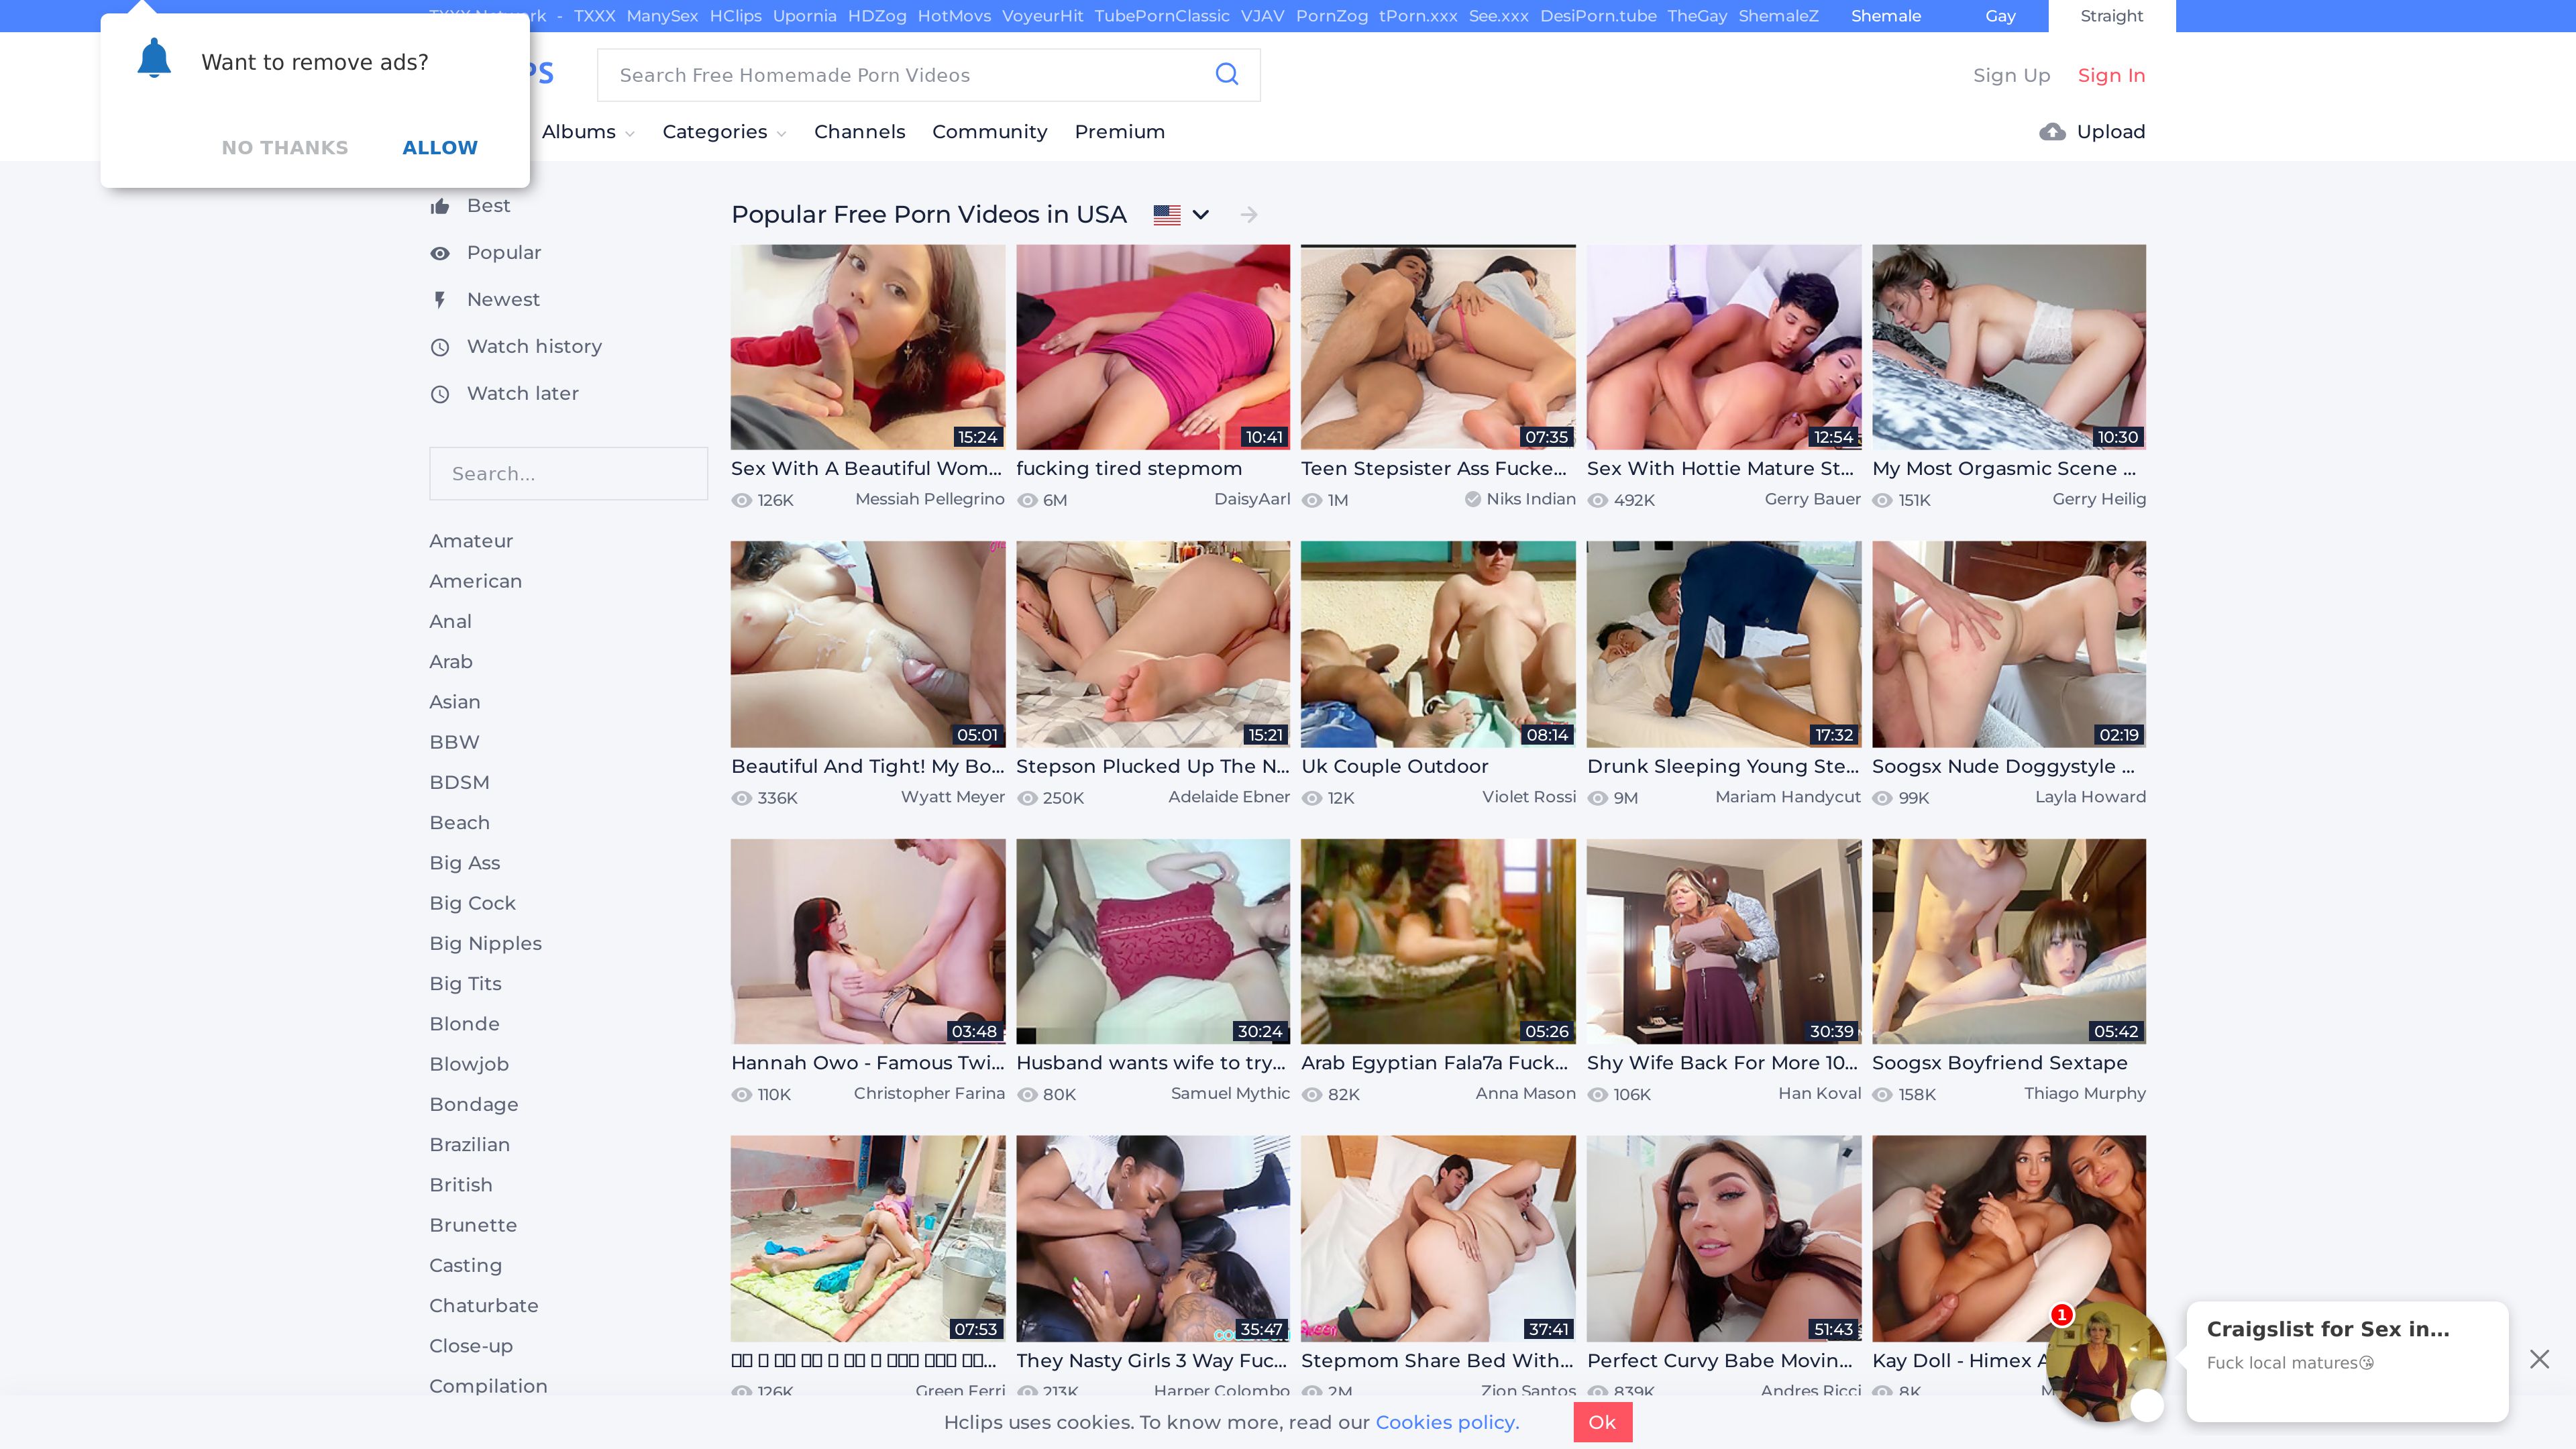 TXXX Network - TXXX ManySex HClips Upornia HDZog HotMovs VoyeurHit TubePornClassic VJAV PornZog tPorn.xxx See.xxx DesiPorn.tube TheGay ShemaleZ Shemale Gay Straight
Want to remove ads?
NO THANKS ALLOW
PS
Search Free Homemade Porn Videos
Sign Up Sign In
Albums Categories Channels Community Premium
Upload
Best
Popular
Newest
Watch history
Watch later
Search...
Amateur
American
Anal
Arab
Asian
BBW
BDSM
Beach
Big Ass
Big Cock
Big Nipples
Big Tits
Blonde
Blowjob
Bondage
Brazilian
British
Brunette
Casting
Chaturbate
Close-up
Compilation
Popular Free Porn Videos in USA
15:24 10:41 07:35 12:54 10:30
Sex With A Beautiful Wom... fucking tired stepmom Teen Stepsister Ass Fucke... Sex With Hottie Mature St... My Most Orgasmic Scene ...
126K Messiah Pellegrino 6M DaisyAarl 1M Niks Indian 492K Gerry Bauer 151K Gerry Heilig
05:01 15:21 08:14 17:32 02:19
Beautiful And Tight! My Bo... Stepson Plucked Up The N... Uk Couple Outdoor Drunk Sleeping Young Ste... Soogsx Nude Doggystyle ...
336K Wyatt Meyer 250K Adelaide Ebner 12K Violet Rossi 9M Mariam Handycut 99K Layla Howard
03:48 30:24 05:26 30:39 05:42
Hannah Owo - Famous Twi... Husband wants wife to try... Arab Egyptian Fala7a Fuck... Shy Wife Back For More 10... Soogsx Boyfriend Sextape
110K Christopher Farina 80K Samuel Mythic 82K Anna Mason 106K Han Koval 158K Thiago Murphy
07:53 35:47 37:41 51:43
They Nasty Girls 3 Way Fuc... Stepmom Share Bed With... Perfect Curvy Babe Movin... Kay Doll - Himex A
126K Green Ferri 213K Harper Colombo 2M Zion Santos 839K Andres Ricci 8K M
1
Craigslist for Sex in...
Fuck local matures😘
Hclips uses cookies. To know more, read our Cookies policy. Ok